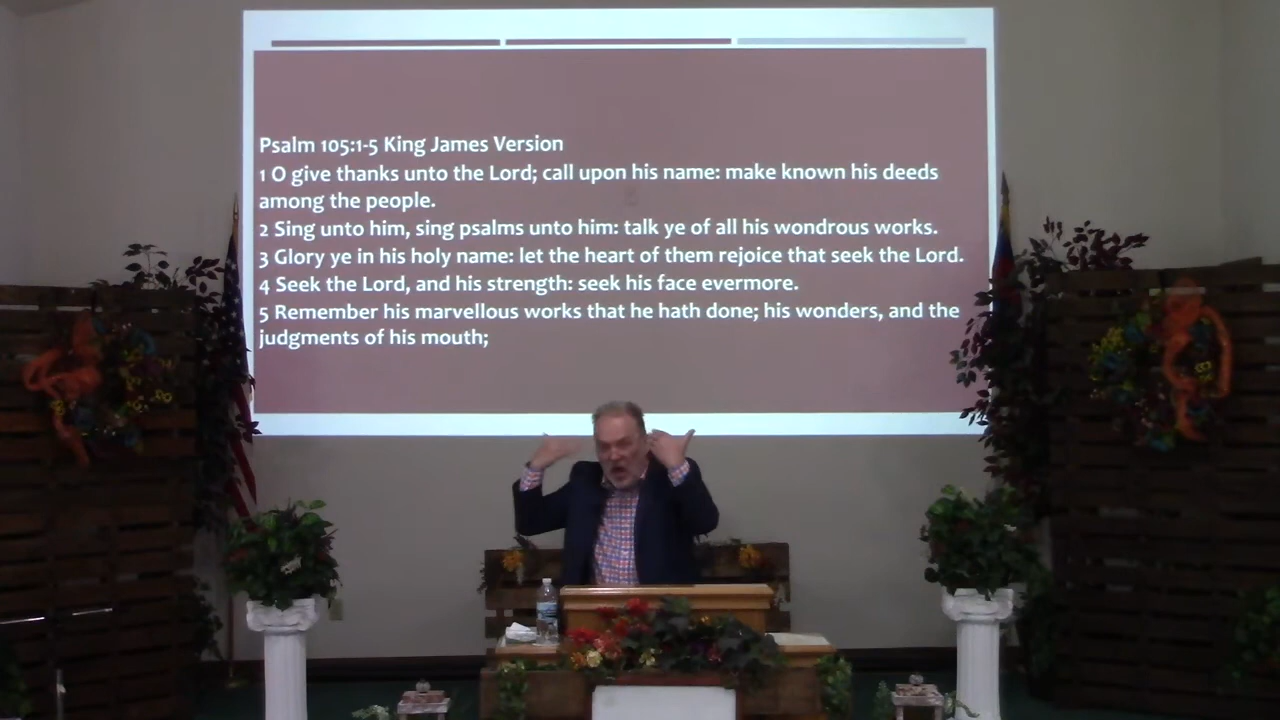 Psalm 105:1-5 King James Version
1 O give thanks unto the Lord; call upon his name: make known his deeds
among the people.
2 Sing unto him, sing psalms unto him: talk ye of all his wondrous works.
3 Glory ye in his holy name: let the heart of them rejoice that seek the Lord.
4 Seek the Lord, and his strength: seek his face evermore.
5 Remember his marvellous works that he hath done; his wonders, and the
judgments of his mouth;